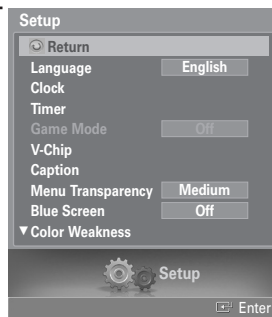 Setup
Return
Language English
Clock
Timer
Game Mode Off
V-Chip
Caption
Menu Transparency Medium
Blue Screen Off
▼ Color Weakness
Setup
Enter